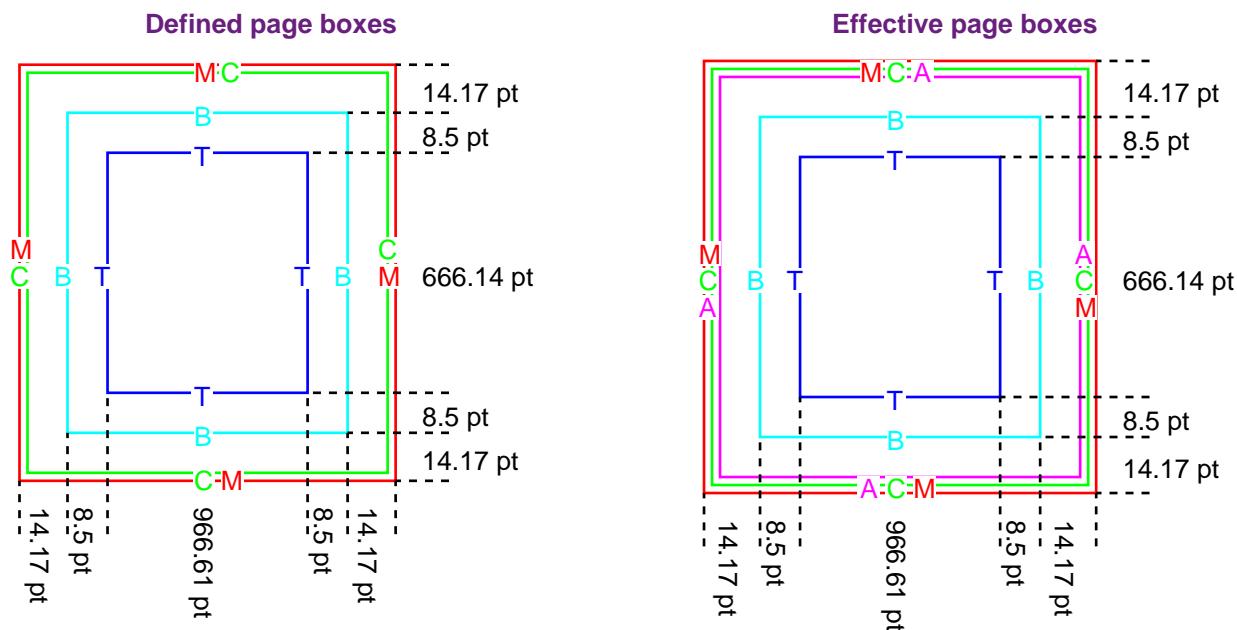 Defined page boxes
M C
14.17 pt
B
8.5 pt
T
M
C
B
T
T
B
C
M
666.14 pt
T
8.5 pt
B
14.17 pt
C M
14.17 pt
8.5 pt
966.61 pt
8.5 pt
14.17 pt
Effective page boxes
M C A
14.17 pt
B
8.5 pt
T
M
C
A
B
T
T
B
A
C
M
666.14 pt
T
8.5 pt
B
14.17 pt
A C M
14.17 pt
8.5 pt
966.61 pt
8.5 pt
14.17 pt